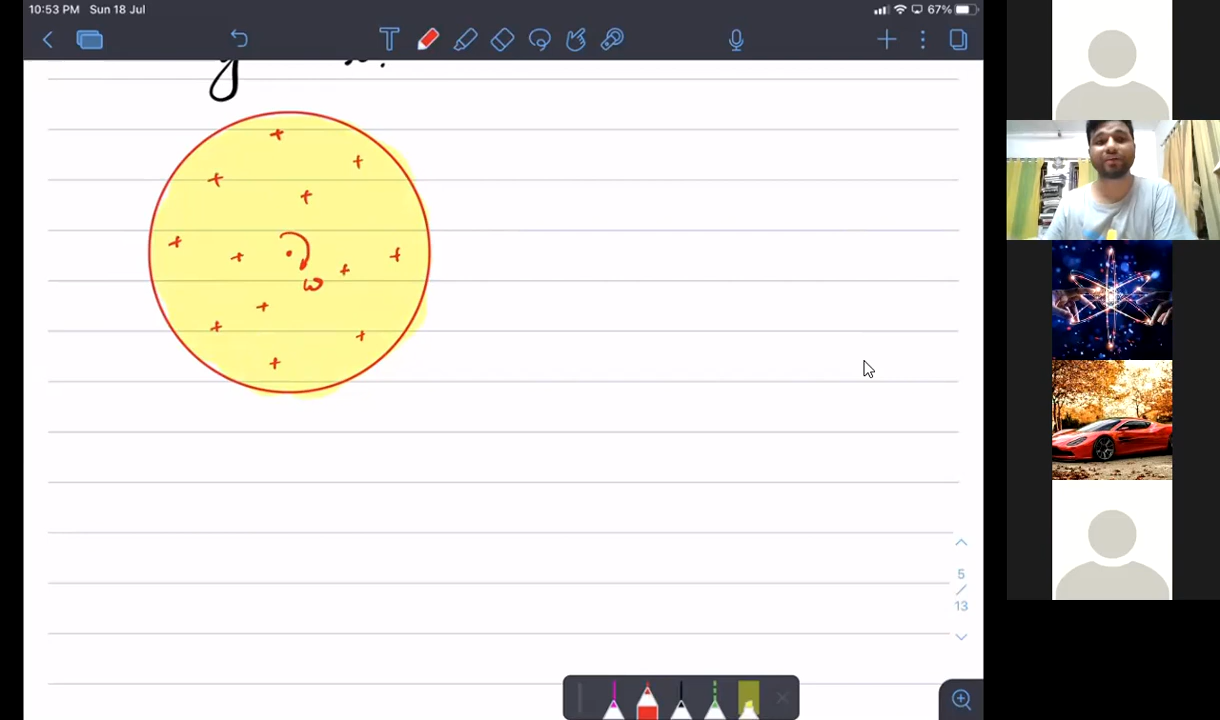 10:53 PM Sun 18 Jul 67%
T
y
+
+
+
+
+
+ + +
ω
+
+
+ +
5
/
13